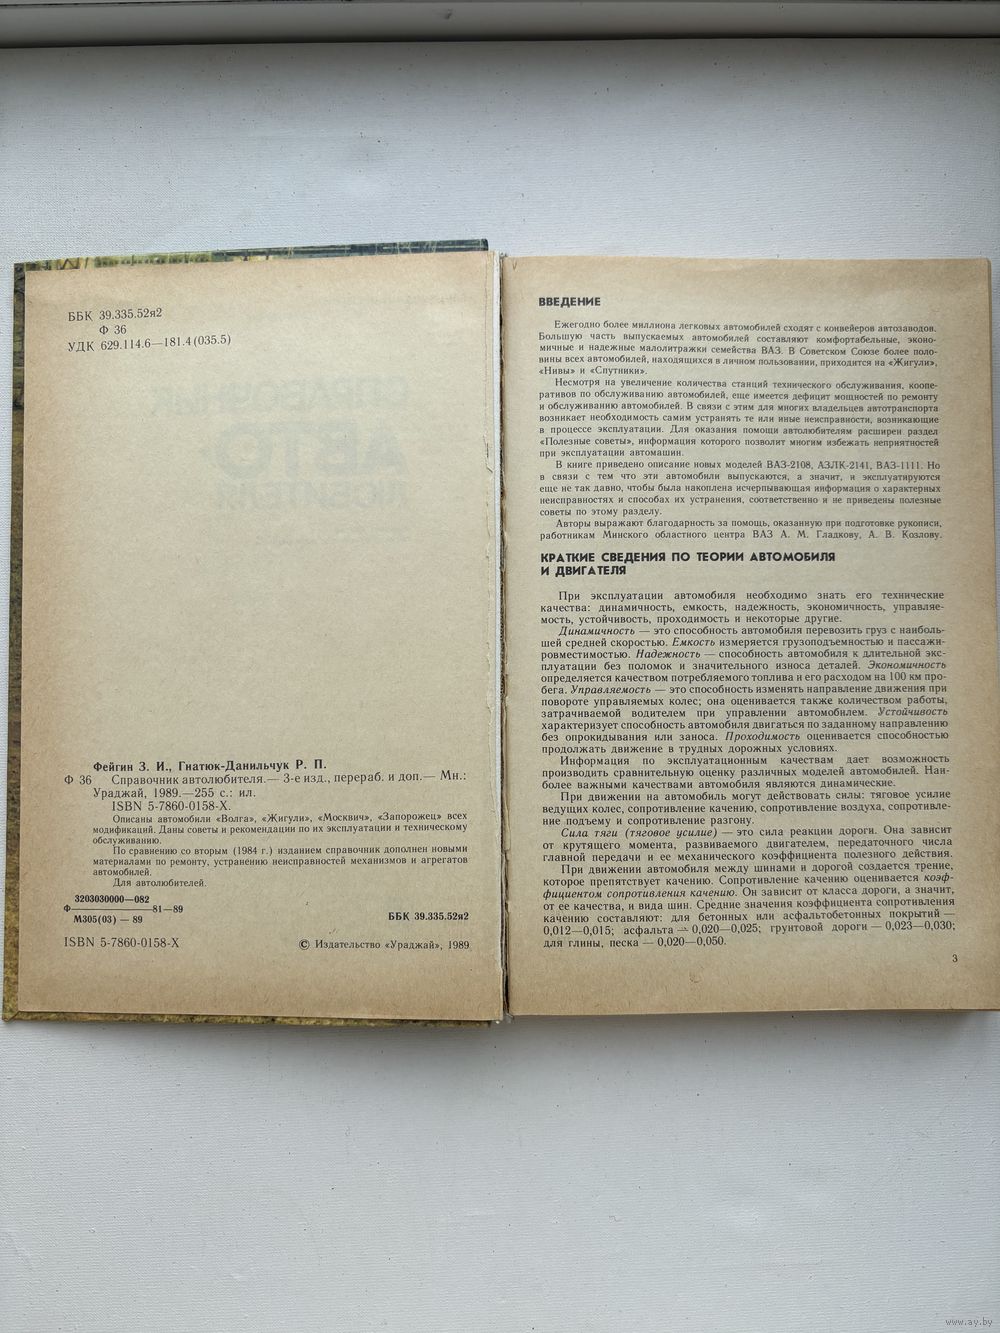 ББК 39.335.52я2
Ф 36
УДК 629.114.6—181.4(035.5)
Фейгин З. И., Гнатюк-Данильчук Р. П.
Ф 36 Справочник автолюбителя.— 3-е изд., перераб. и доп.— Мн.:
Ураджай, 1989.—255 с.: ил.
ISBN 5-7860-0158-X.
Описаны автомобили «Волга», «Жигули», «Москвич», «Запорожец» всех
модификаций. Даны советы и рекомендации по их эксплуатации и техническому
обслуживанию.
По сравнению со вторым (1984 г.) изданием справочник дополнен новыми
материалами по ремонту, устранению неисправностей механизмов и агрегатов
автомобилей.
Для автолюбителей.
3203030000—082
Ф————81—89
М305(03) — 89
ББК 39.335.52я2
ISBN 5-7860-0158-X
© Издательство «Ураджай», 1989
ВВЕДЕНИЕ
Ежегодно более миллиона легковых автомобилей сходят с конвейеров автозаводов.
Большую часть выпускаемых автомобилей составляют комфортабельные, эконо-
мичные и надежные малолитражки семейства ВАЗ. В Советском Союзе более поло-
вины всех автомобилей, находящихся в личном пользовании, приходится на «Жигули»,
«Нивы» и «Спутники».
Несмотря на увеличение количества станций технического обслуживания, коопе-
ративов по обслуживанию автомобилей, еще имеется дефицит мощностей по ремонту
и обслуживанию автомобилей. В связи с этим для многих владельцев автотранспорта
возникает необходимость самим устранять те или иные неисправности, возникающие
в процессе эксплуатации. Для оказания помощи автолюбителям расширен раздел
«Полезные советы», информация которого позволит многим избежать неприятностей
при эксплуатации автомашин.
В книге приведено описание новых моделей ВАЗ-2108, АЗЛК-2141, ВАЗ-1111. Но
в связи с тем что эти автомобили выпускаются, а значит, и эксплуатируются
еще не так давно, чтобы была накоплена исчерпывающая информация о характерных
неисправностях и способах их устранения, соответственно и не приведены полезные
советы по этому разделу.
Авторы выражают благодарность за помощь, оказанную при подготовке рукописи,
работникам Минского областного центра ВАЗ А. М. Гладкову, А. В. Козлову.
КРАТКИЕ СВЕДЕНИЯ ПО ТЕОРИИ АВТОМОБИЛЯ
И ДВИГАТЕЛЯ
При эксплуатации автомобиля необходимо знать его технические
качества: динамичность, емкость, надежность, экономичность, управляе-
мость, устойчивость, проходимость и некоторые другие.
Динамичность — это способность автомобиля перевозить груз с наиболь-
шей средней скоростью. Емкость измеряется грузоподъемностью и пассажи-
ровместимостью. Надежность — способность автомобиля к длительной экс-
плуатации без поломок и значительного износа деталей. Экономичность
определяется качеством потребляемого топлива и его расходом на 100 км про-
бега. Управляемость — это способность изменять направление движения при
повороте управляемых колес; она оценивается также количеством работы,
затрачиваемой водителем при управлении автомобилем. Устойчивость
характеризует способность автомобиля двигаться по заданному направлению
без опрокидывания или заноса. Проходимость оценивается способностью
продолжать движение в трудных дорожных условиях.
Информация по эксплуатационным качествам дает возможность
производить сравнительную оценку различных моделей автомобилей. Наи-
более важными качествами автомобиля являются динамические.
При движении на автомобиль могут действовать силы: тяговое усилие
ведущих колес, сопротивление качению, сопротивление воздуха, сопротивле-
ние подъему и сопротивление разгону.
Сила тяги (тяговое усилие) — это сила реакции дороги. Она зависит
от крутящего момента, развиваемого двигателем, передаточного числа
главной передачи и ее механического коэффициента полезного действия.
При движении автомобиля между шинами и дорогой создается трение,
которое препятствует качению. Сопротивление качению оценивается коэф-
фициентом сопротивления качению. Он зависит от класса дороги, а значит,
от ее качества, и вида шин. Средние значения коэффициента сопротивления
качению составляют: для бетонных или асфальтобетонных покрытий —
0,012—0,015; асфальта — 0,020—0,025; грунтовой дороги — 0,023—0,030;
для глины, песка — 0,020—0,050.
3
www.ay.by